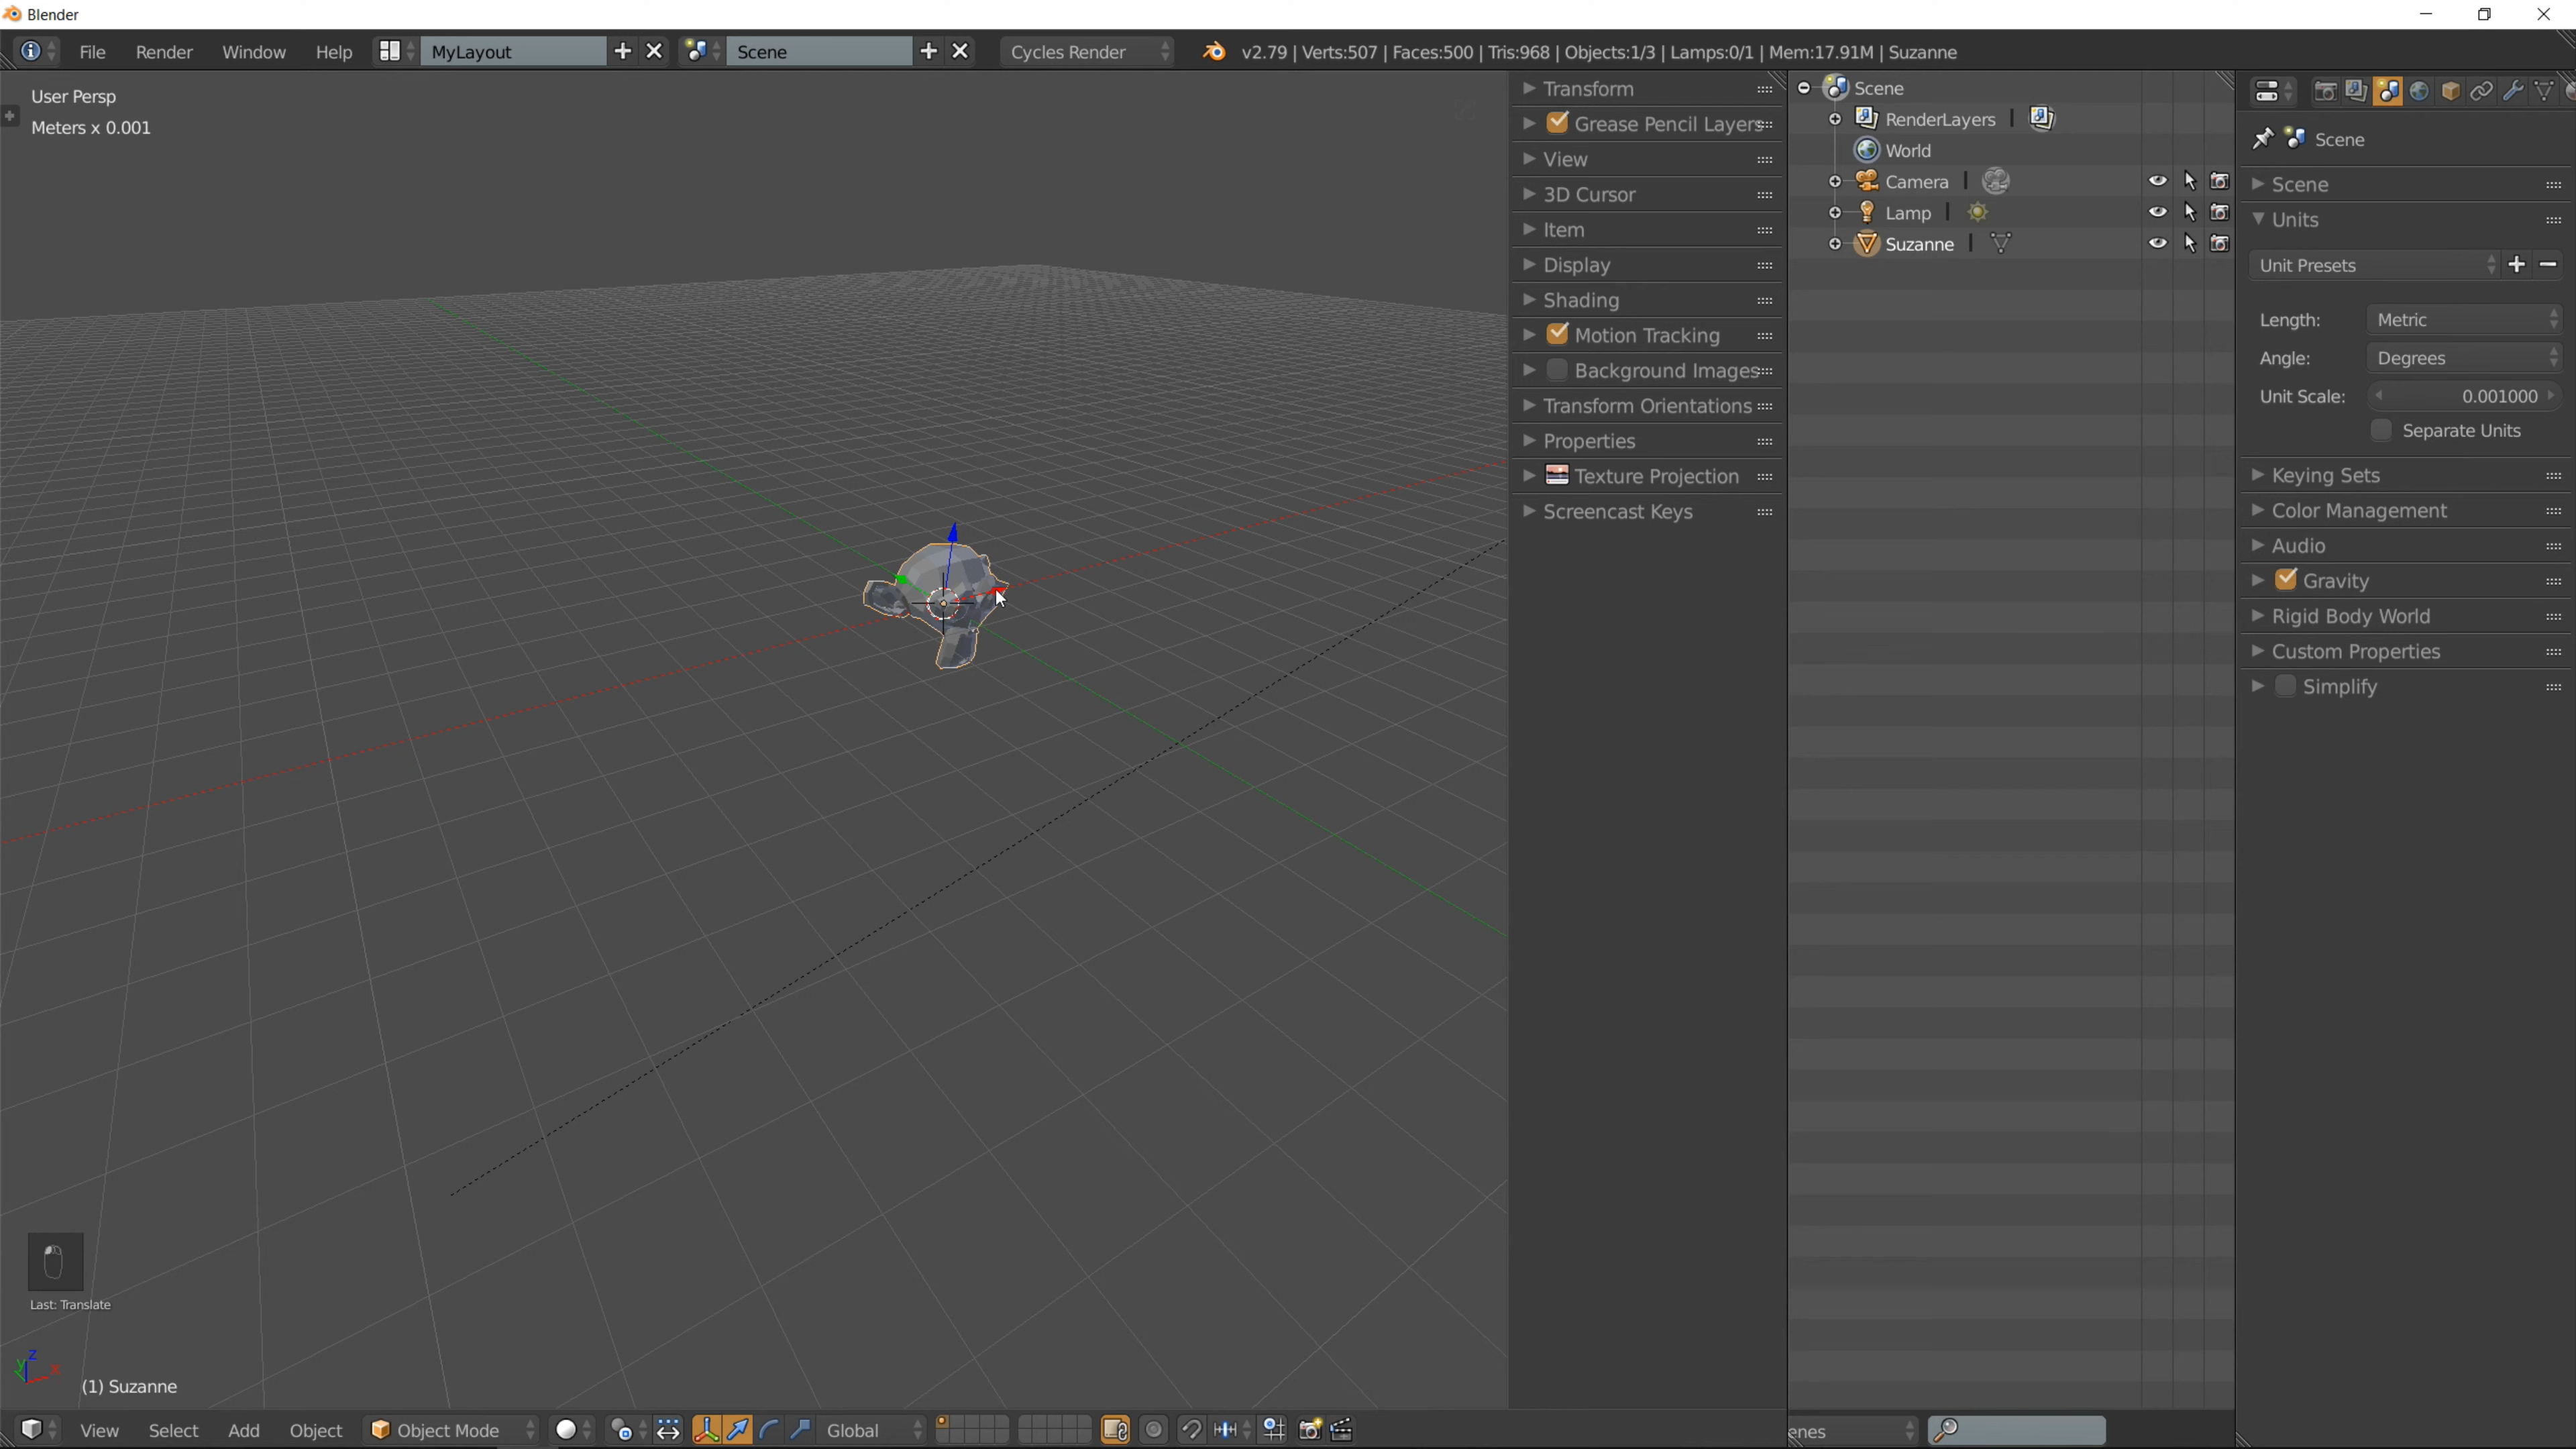 Blender
File Render Window Help MyLayout Scene Cycles Render v2.79 | Verts:507 | Faces:500 | Tris:968 | Objects:1/3 | Lamps:0/1 | Mem:17.91M | Suzanne
User Persp
Meters x 0.001
Transform
Grease Pencil Layers
View
3D Cursor
Item
Display
Shading
Motion Tracking
Background Images
Transform Orientations
Properties
Texture Projection
Screencast Keys
Scene
RenderLayers |
World
Camera |
Lamp |
Suzanne |
Scene
Scene
Units
Unit Presets
Length: Metric
Angle: Degrees
Unit Scale: 0.001000
Separate Units
Keying Sets
Color Management
Audio
Gravity
Rigid Body World
Custom Properties
Simplify
Last: Translate
z
y x
(1) Suzanne
View Select Add Object Object Mode Global
enes